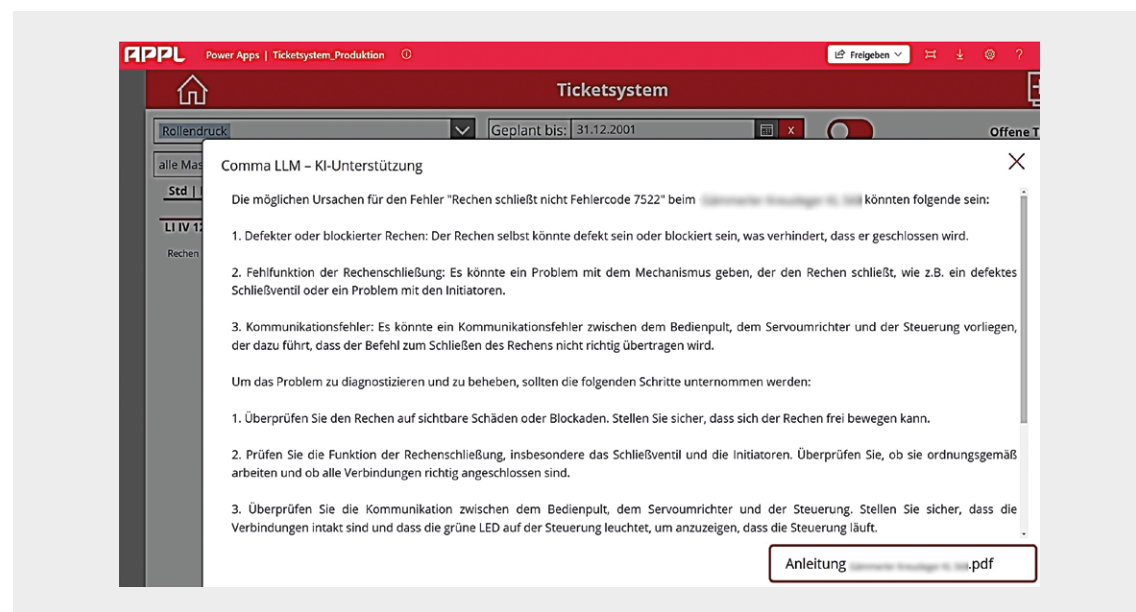 APPL Power Apps | Ticketsystem_Produktion Freigeben ?
Ticketsystem
Rollendruck Geplant bis: 31.12.2001 x Offene T
alle Mas
Comma LLM – KI-Unterstützung
Std |
Die möglichen Ursachen für den Fehler "Rechen schließt nicht Fehlercode 7522" beim könnten folgende sein:
LI IV 12
1. Defekter oder blockierter Rechen: Der Rechen selbst könnte defekt sein oder blockiert sein, was verhindert, dass er geschlossen wird.
Rechen
2. Fehlfunktion der Rechenschließung: Es könnte ein Problem mit dem Mechanismus geben, der den Rechen schließt, wie z.B. ein defektes
Schließventil oder ein Problem mit den Initiatoren.
3. Kommunikationsfehler: Es könnte ein Kommunikationsfehler zwischen dem Bedienpult, dem Servoumrichter und der Steuerung vorliegen,
der dazu führt, dass der Befehl zum Schließen des Rechens nicht richtig übertragen wird.
Um das Problem zu diagnostizieren und zu beheben, sollten die folgenden Schritte unternommen werden:
1. Überprüfen Sie den Rechen auf sichtbare Schäden oder Blockaden. Stellen Sie sicher, dass sich der Rechen frei bewegen kann.
2. Prüfen Sie die Funktion der Rechenschließung, insbesondere das Schließventil und die Initiatoren. Überprüfen Sie, ob sie ordnungsgemäß
arbeiten und ob alle Verbindungen richtig angeschlossen sind.
3. Überprüfen Sie die Kommunikation zwischen dem Bedienpult, dem Servoumrichter und der Steuerung. Stellen Sie sicher, dass die
Verbindungen intakt sind und dass die grüne LED auf der Steuerung leuchtet, um anzuzeigen, dass die Steuerung läuft.
Anleitung .pdf